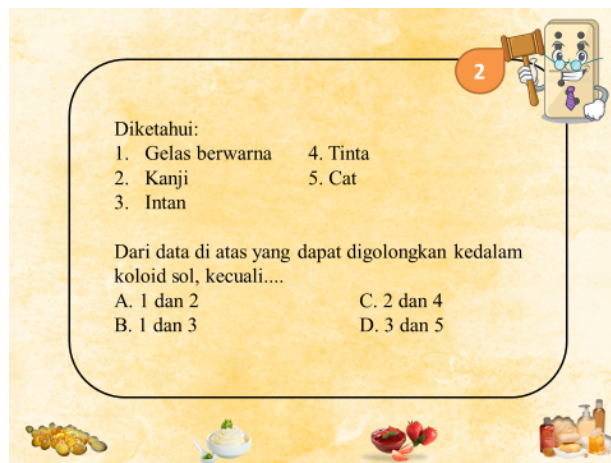 2
Diketahui:
1. Gelas berwarna 4. Tinta
2. Kanji 5. Cat
3. Intan
Dari data di atas yang dapat digolongkan kedalam
koloid sol, kecuali....
A. 1 dan 2 C. 2 dan 4
B. 1 dan 3 D. 3 dan 5